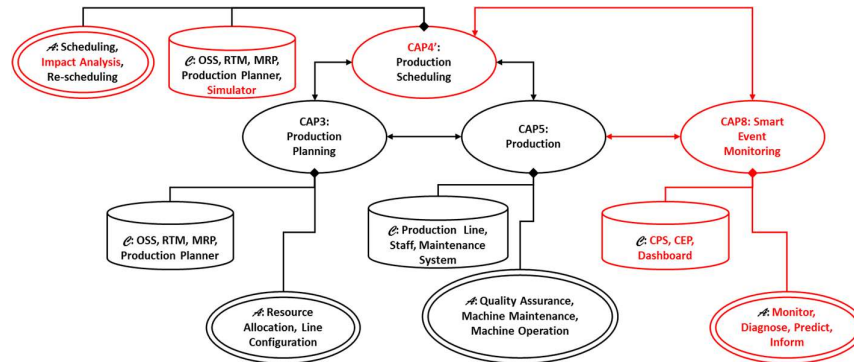 𝒜: Scheduling,
Impact Analysis,
Re-scheduling
𝒞: OSS, RTM, MRP,
Production Planner,
Simulator
CAP4’:
Production
Scheduling
CAP3:
Production
Planning
CAP5:
Production
CAP8: Smart
Event
Monitoring
𝒞: OSS, RTM, MRP,
Production Planner
𝒞: Production Line,
Staff, Maintenance
System
𝒞: CPS, CEP,
Dashboard
𝒜: Resource
Allocation, Line
Configuration
𝒜: Quality Assurance,
Machine Maintenance,
Machine Operation
𝒜: Monitor,
Diagnose, Predict,
Inform